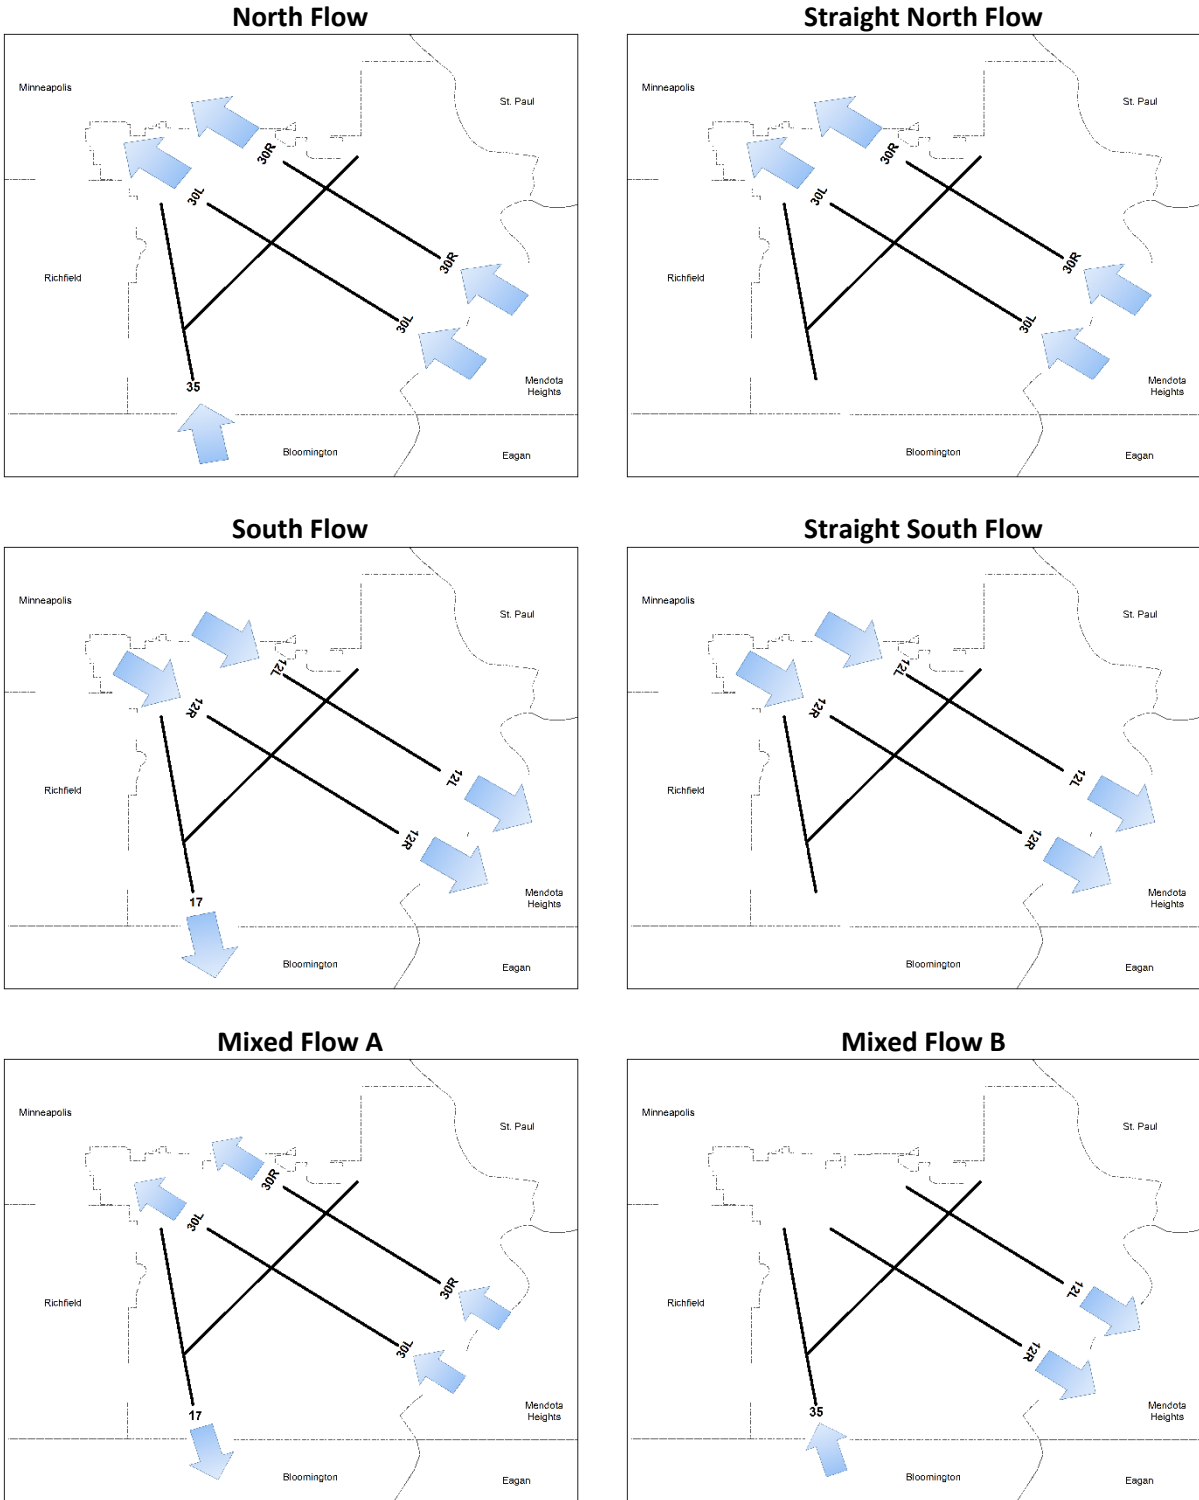 North Flow
Minneapolis
St. Paul
30R
30L
30R
Richfield
30L
35
Mendota
Heights
Bloomington
Eagan
Straight North Flow
Minneapolis
St. Paul
30R
30L
30R
Richfield
30L
Mendota
Heights
Bloomington
Eagan
South Flow
Minneapolis
St. Paul
12L
12R
12L
Richfield
12R
17
Mendota
Heights
Bloomington
Eagan
Straight South Flow
Minneapolis
St. Paul
12L
12R
12L
Richfield
12R
Mendota
Heights
Bloomington
Eagan
Mixed Flow A
Minneapolis
St. Paul
30R
30L
30R
Richfield
30L
17
Mendota
Heights
Bloomington
Eagan
Mixed Flow B
Minneapolis
St. Paul
12L
Richfield
12R
35
Mendota
Heights
Bloomington
Eagan